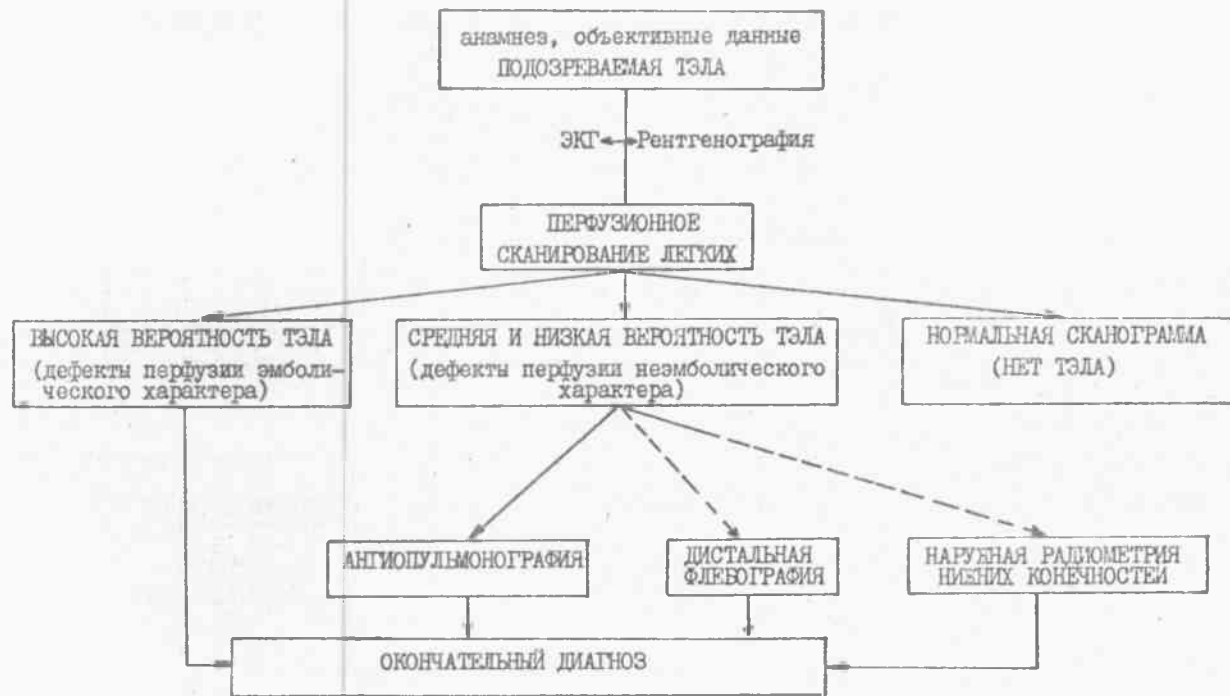 анамнез, объективные данные
ПОДОЗРЕВАЕМАЯ ТЭЛА
ЭКГ Рентгенография
ПЕРФУЗИОННОЕ
СКАНИРОВАНИЕ ЛЕГКИХ
ВЫСОКАЯ ВЕРОЯТНОСТЬ ТЭЛА
(дефекты перфузии эмболи-
ческого характера)
СРЕДНЯЯ И НИЗКАЯ ВЕРОЯТНОСТЬ ТЭЛА
(дефекты перфузии неэмболического
характера)
НОРМАЛЬНАЯ СКАНОГРАММА
(НЕТ ТЭЛА)
АНГИОПУЛЬМОНОГРАФИЯ
ДИСТАЛЬНАЯ
ФЛЕБОГРАФИЯ
НАРУЖНАЯ РАДИОМЕТРИЯ
НИЖНИХ КОНЕЧНОСТЕЙ
ОКОНЧАТЕЛЬНЫЙ ДИАГНОЗ